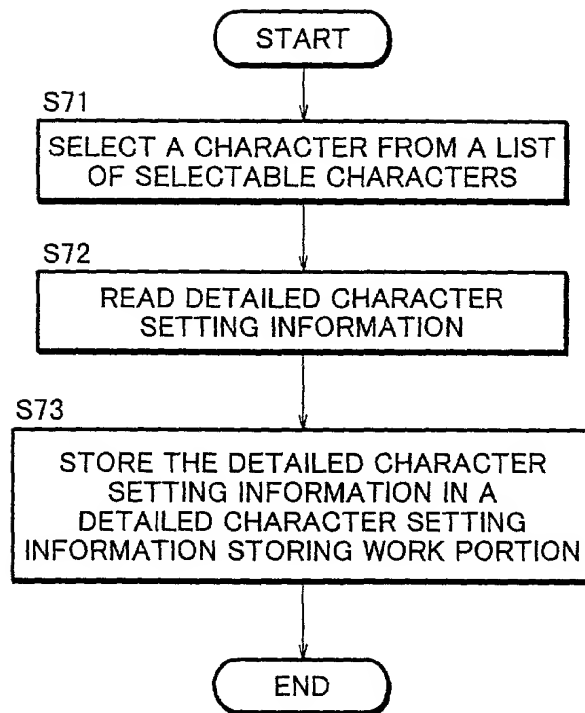 START
S71
SELECT A CHARACTER FROM A LIST
OF SELECTABLE CHARACTERS
S72
READ DETAILED CHARACTER
SETTING INFORMATION
S73
STORE THE DETAILED CHARACTER
SETTING INFORMATION IN A
DETAILED CHARACTER SETTING
INFORMATION STORING WORK PORTION
END